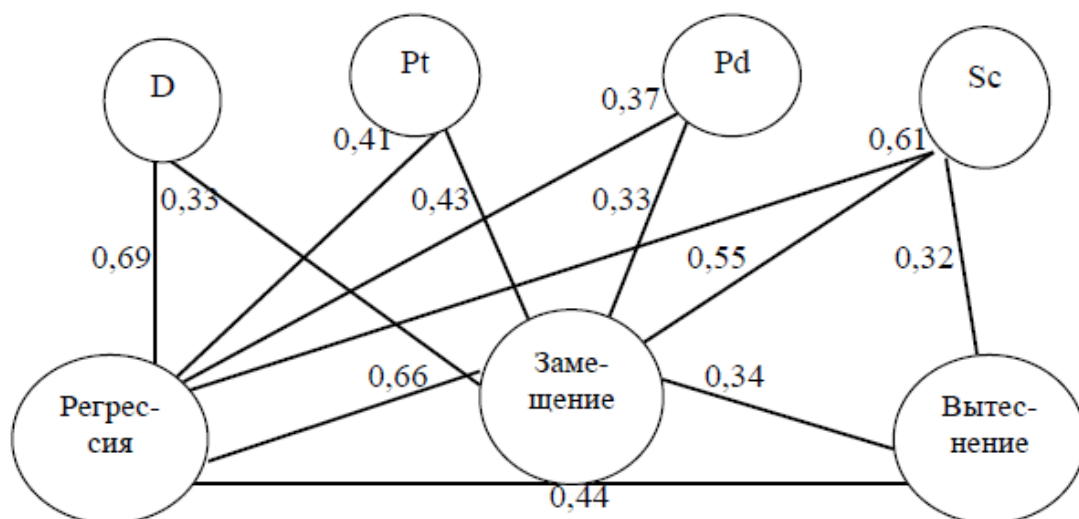 D
Pt
Pd
Sc
0,41
0,37
0,61
0,33
0,43
0,33
0,69
0,55
0,32
0,66
0,34
Регрес-
сия
Заме-
щение
Вытес-
нение
0,44